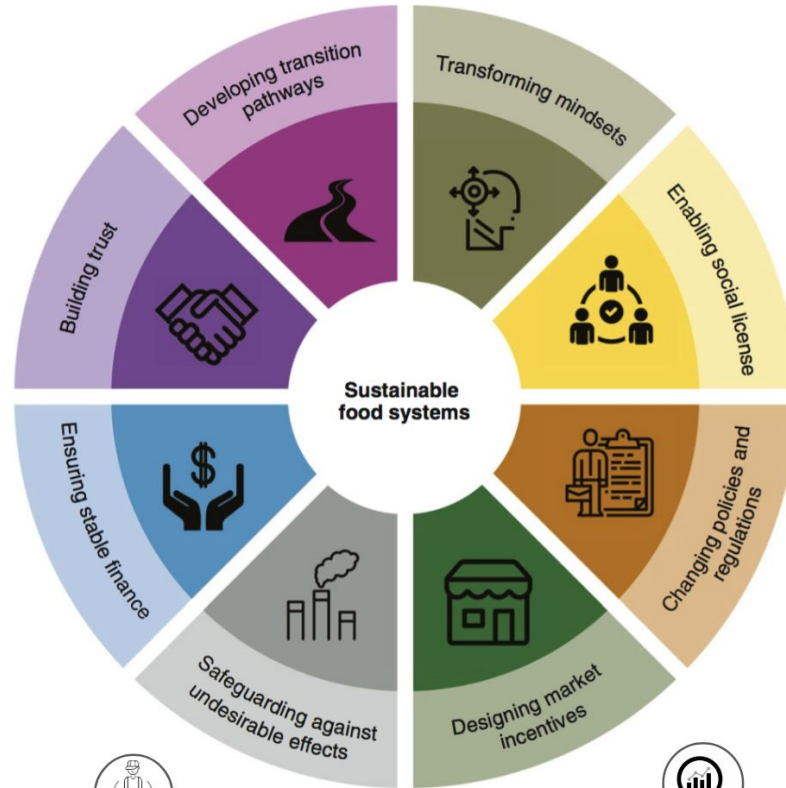 Developing transition
pathways
Transforming mindsets
Building trust
Enabling social license
Sustainable
food systems
Ensuring stable finance
Changing policies and
regulations
Safeguarding against
undesirable effects
Designing market
incentives
$